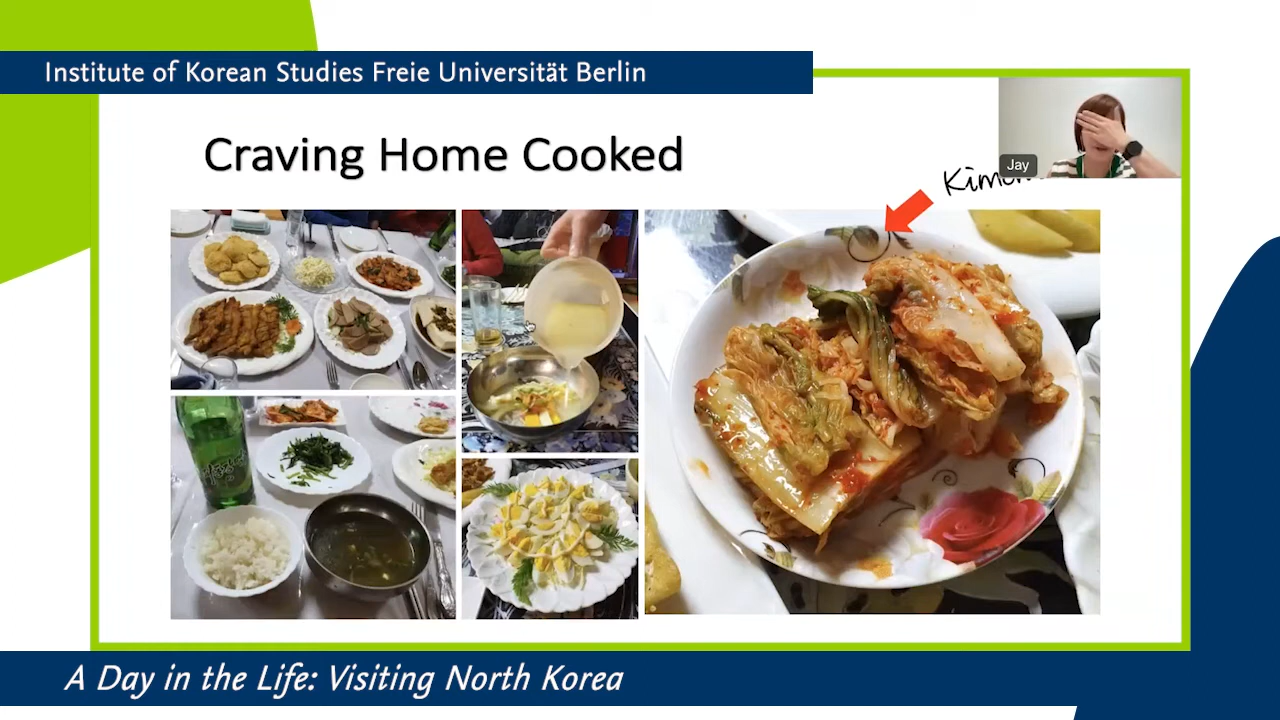 Institute of Korean Studies Freie Universität Berlin
Craving Home Cooked
Jay
A Day in the Life: Visiting North Korea